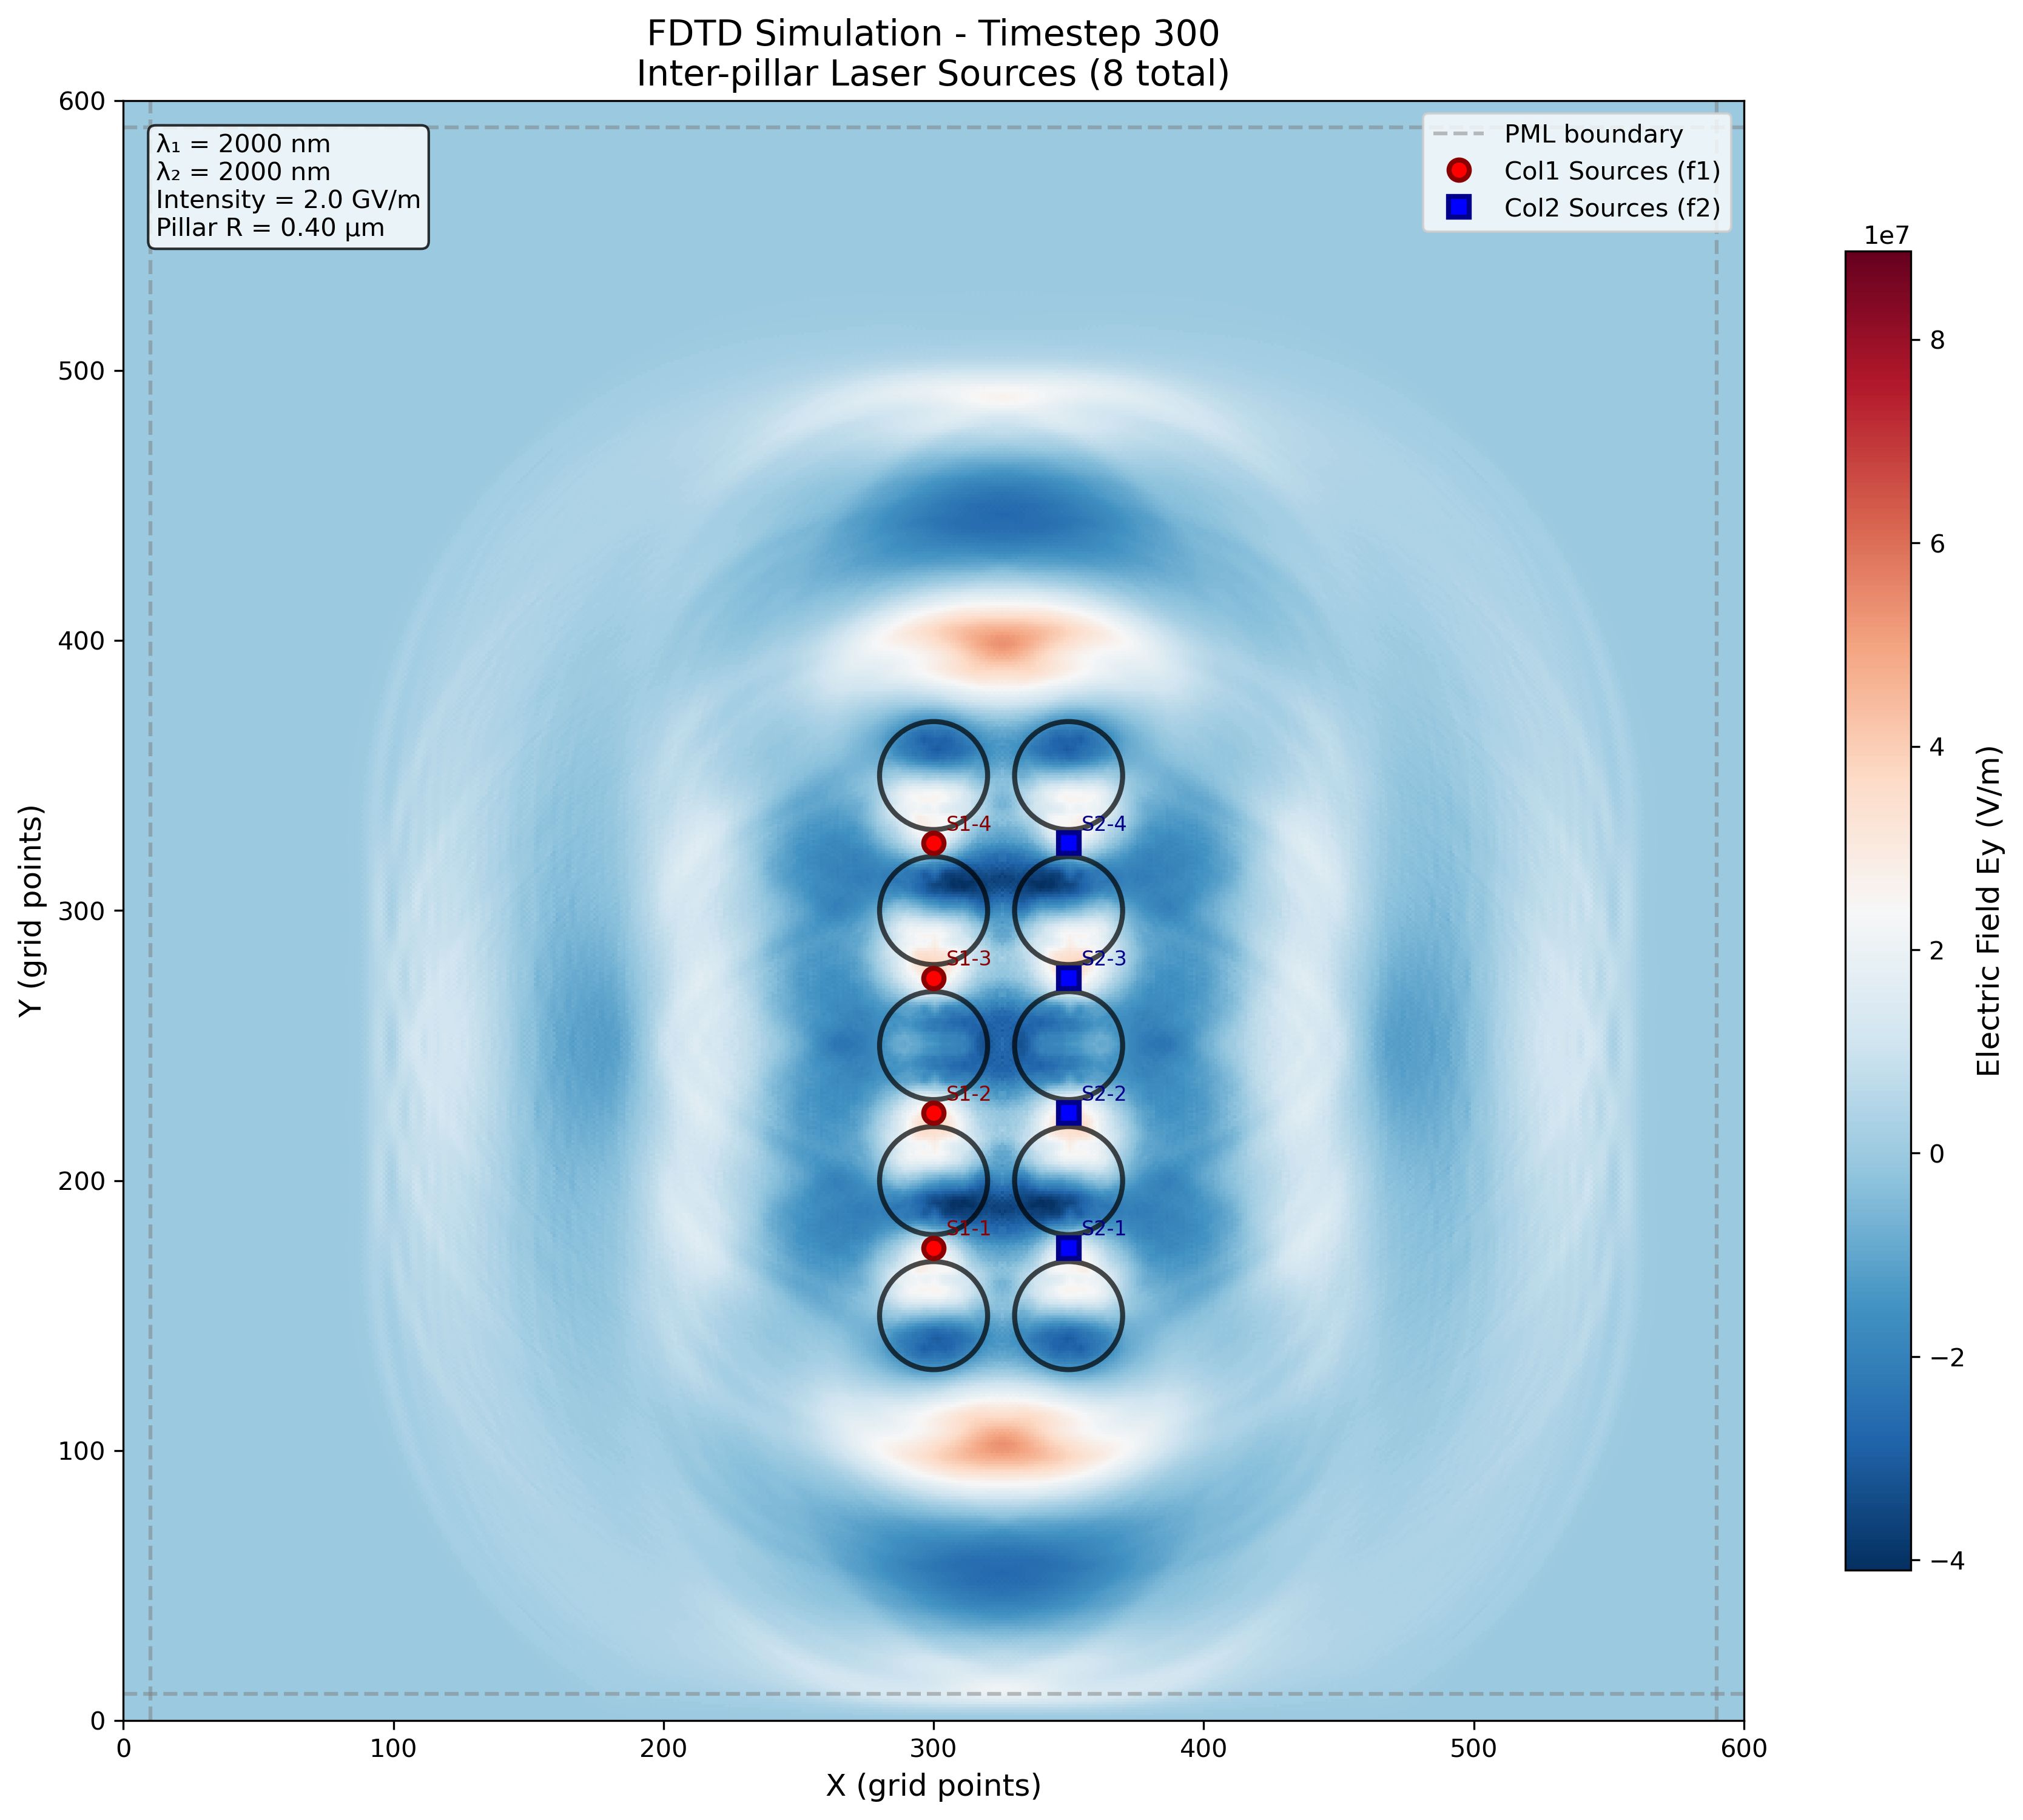 FDTD Simulation - Timestep 300
Inter-pillar Laser Sources (8 total)
λ₁ = 2000 nm
λ₂ = 2000 nm
Intensity = 2.0 GV/m
Pillar R = 0.40 μm
PML boundary
Col1 Sources (f1)
Col2 Sources (f2)
S1-4
S2-4
S1-3
S2-3
S1-2
S2-2
S1-1
S2-1
600
500
400
300
200
100
0
Y (grid points)
0
100
200
300
400
500
600
X (grid points)
1e7
8
6
4
2
0
−2
−4
Electric Field Ey (V/m)